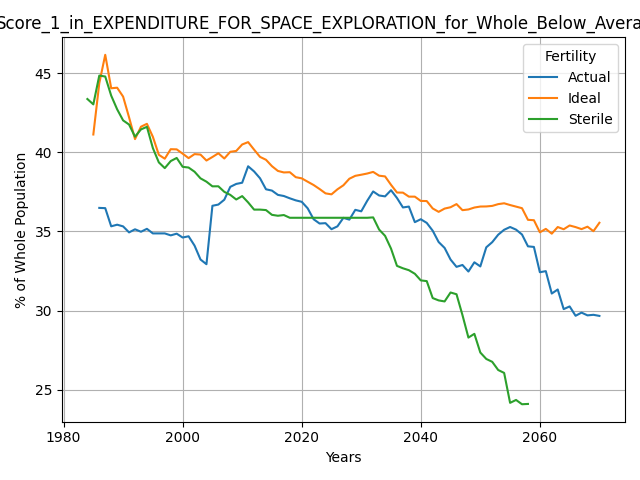 Score_1_in_EXPENDITURE_FOR_SPACE_EXPLORATION_for_Whole_Below_Avera
Fertility
Actual
Ideal
Sterile
% of Whole Population
45
40
35
30
25
1980
2000
2020
2040
2060
Years